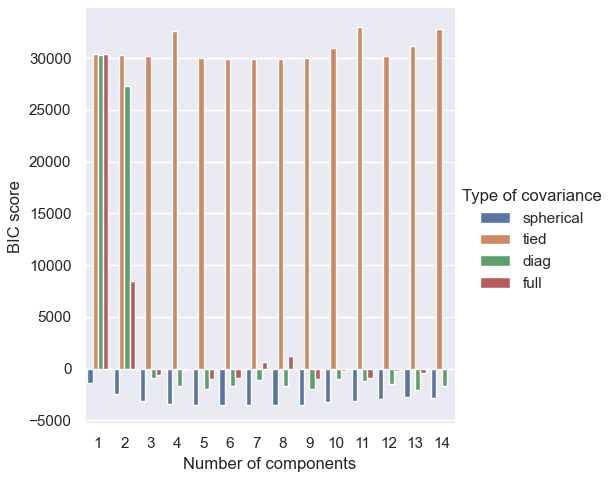 30000
25000
20000
15000
10000
5000
0
−5000
BIC score
1 2 3 4 5 6 7 8 9 10 11 12 13 14
Number of components
Type of covariance
spherical
tied
diag
full